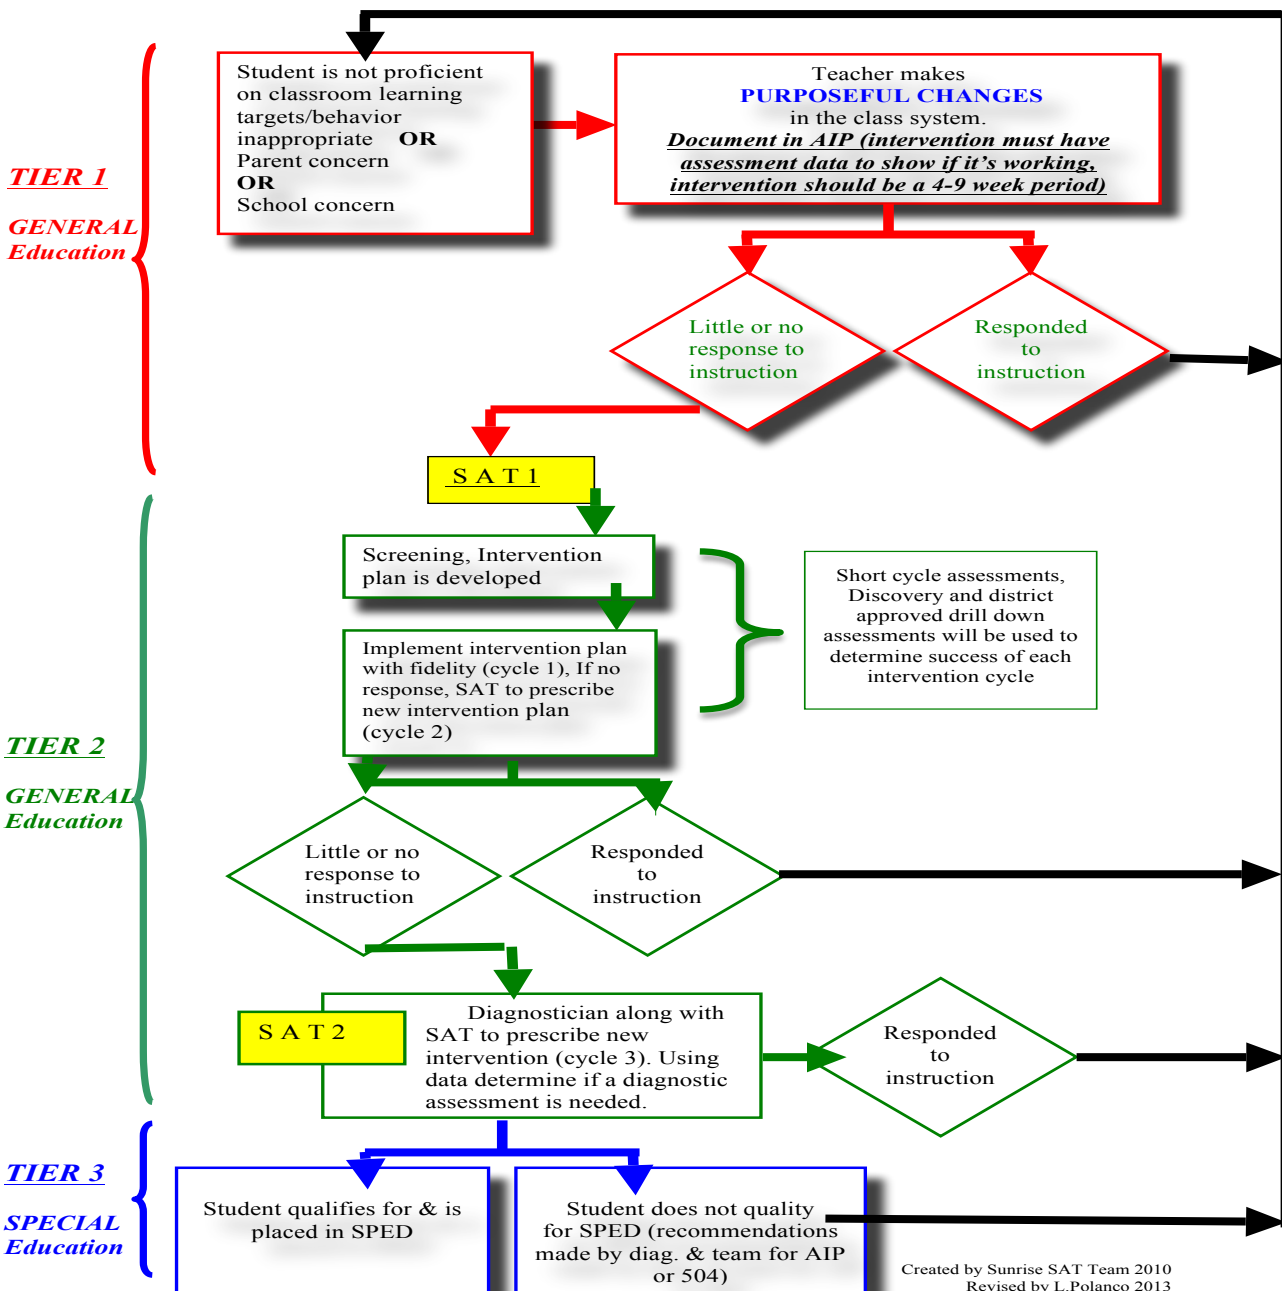 Student is not proficient
on classroom learning
targets/behavior
inappropriate OR
Parent concern
OR
School concern
Teacher makes
PURPOSEFUL CHANGES
in the class system.
Document in AIP (intervention must have
assessment data to show if it's working,
intervention should be a 4-9 week period)
TIER 1
GENERAL
Education
Little or no
response to
instruction
Responded
to
instruction
S A T 1
Screening, Intervention
plan is developed
Short cycle assessments,
Discovery and district
approved drill down
assessments will be used to
determine success of each
intervention cycle
Implement intervention plan
with fidelity (cycle 1), If no
response, SAT to prescribe
new intervention plan
(cycle 2)
TIER 2
GENERAL
Education
Little or no
response to
instruction
Responded
to
instruction
S A T 2
Diagnostician along with
SAT to prescribe new
intervention (cycle 3). Using
data determine if a diagnostic
assessment is needed.
Responded
to
instruction
TIER 3
SPECIAL
Education
Student qualifies for & is
placed in SPED
Student does not quality
for SPED (recommendations
made by diag. & team for AIP
or 504)
Created by Sunrise SAT Team 2010
Revised by L.Polanco 2013